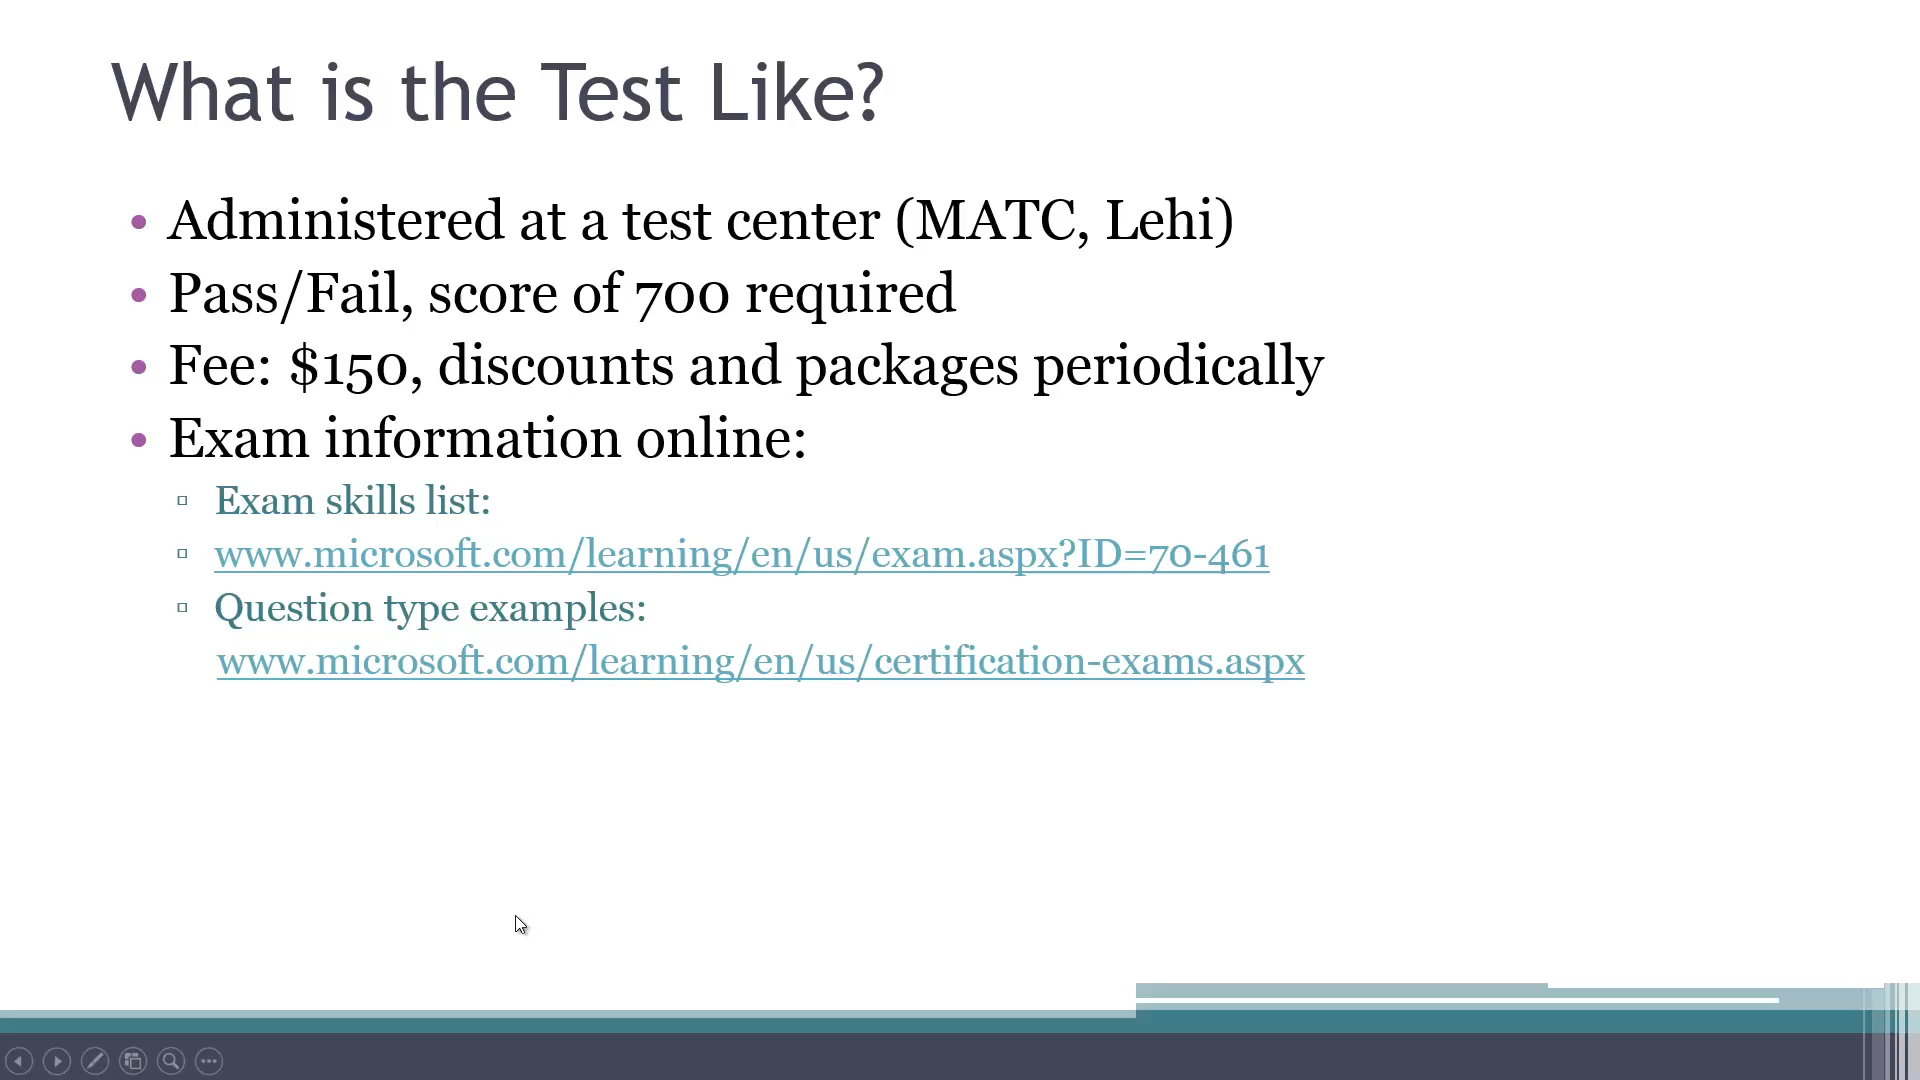 What is the Test Like?
• Administered at a test center (MATC, Lehi)
• Pass/Fail, score of 700 required
• Fee: $150, discounts and packages periodically
• Exam information online:
▫ Exam skills list:
▫ www.microsoft.com/learning/en/us/exam.aspx?ID=70-461
▫ Question type examples:
www.microsoft.com/learning/en/us/certification-exams.aspx